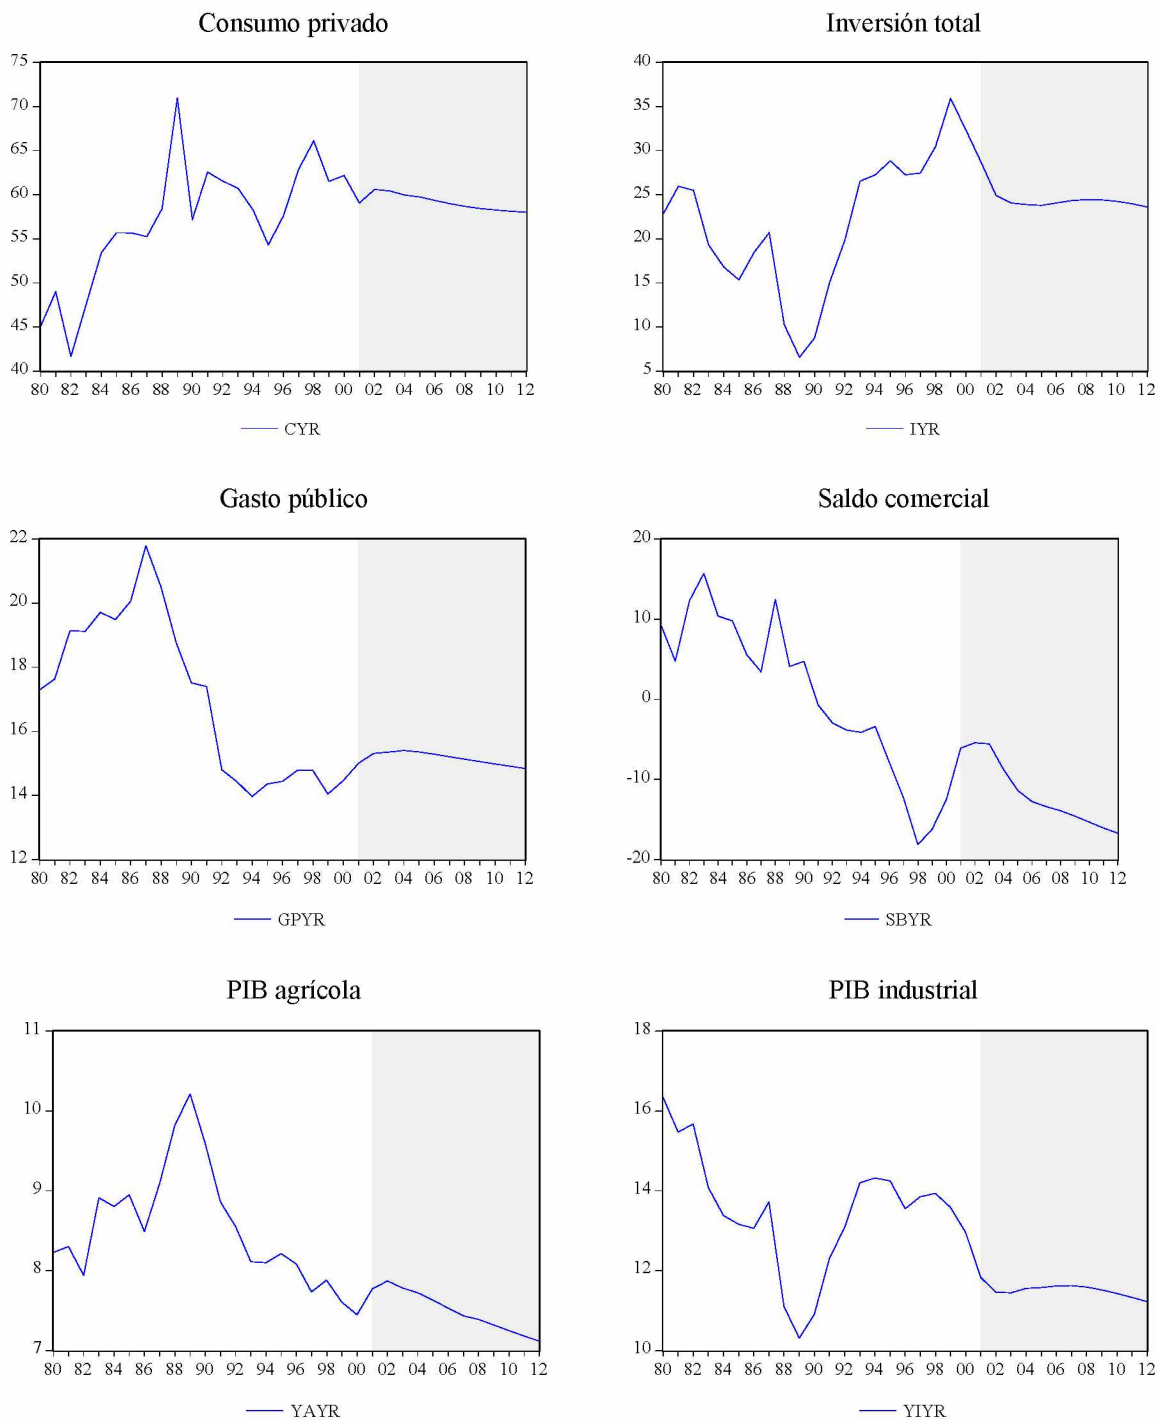 Consumo privado
75
70
65
60
55
50
45
40
80 82 84 86 88 90 92 94 96 98 00 02 04 06 08 10 12
CYR
Inversión total
40
35
30
25
20
15
10
5
80 82 84 86 88 90 92 94 96 98 00 02 04 06 08 10 12
IYR
Gasto público
22
20
18
16
14
12
80 82 84 86 88 90 92 94 96 98 00 02 04 06 08 10 12
GPYR
Saldo comercial
20
10
0
-10
-20
80 82 84 86 88 90 92 94 96 98 00 02 04 06 08 10 12
SBYR
PIB agrícola
11
10
9
8
7
80 82 84 86 88 90 92 94 96 98 00 02 04 06 08 10 12
YAYR
PIB industrial
18
16
14
12
10
80 82 84 86 88 90 92 94 96 98 00 02 04 06 08 10 12
YIYR